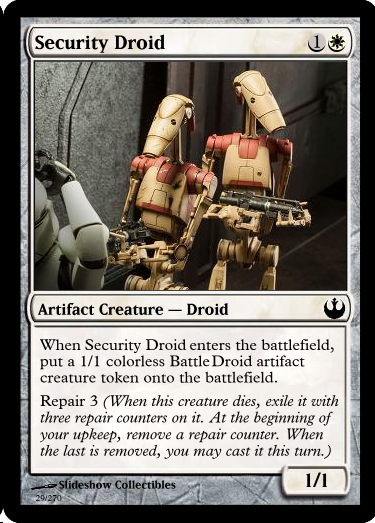 Security Droid 1
Artifact Creature — Droid
When Security Droid enters the battlefield,
put a 1/1 colorless Battle Droid artifact
creature token onto the battlefield.
Repair 3 (When this creature dies, exile it with
three repair counters on it. At the beginning of
your upkeep, remove a repair counter. When
the last is removed, you may cast it this turn.)
1/1
Slideshow Collectibles
29/270